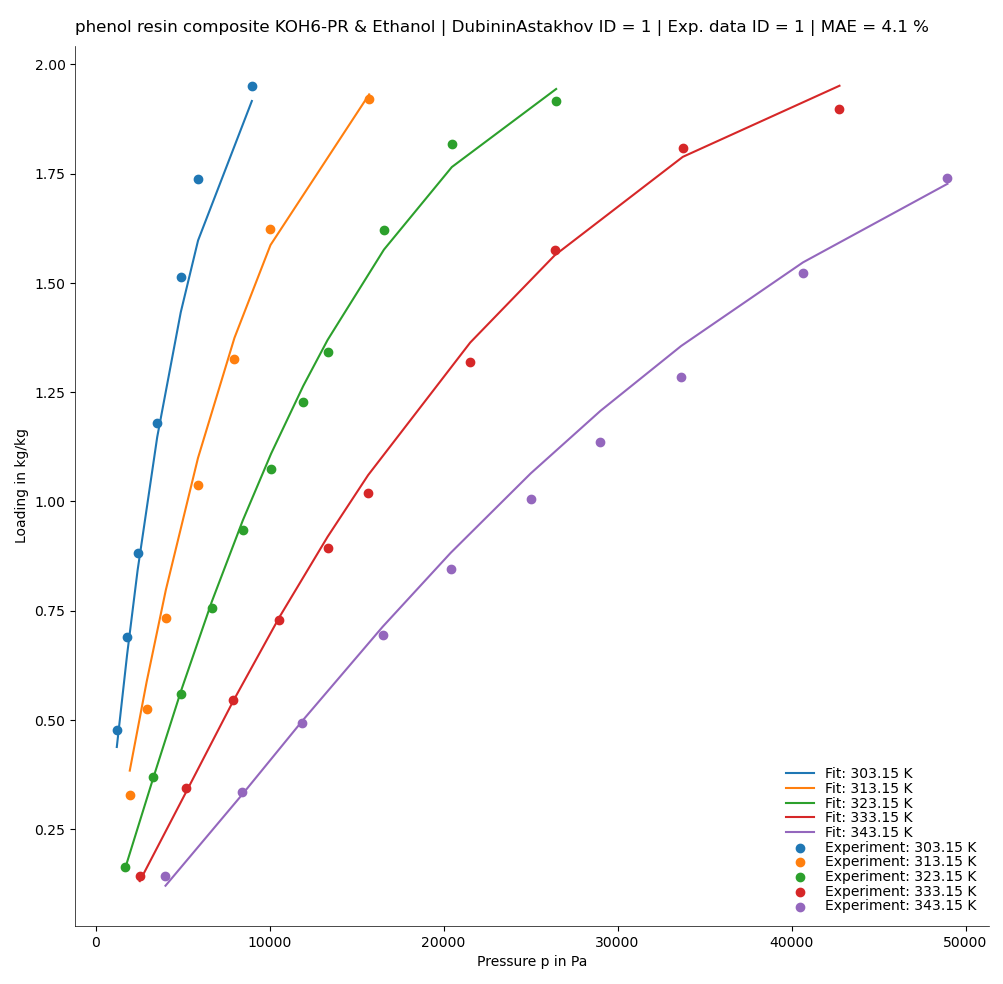 phenol resin composite KOH6-PR & Ethanol | DubininAstakhov ID = 1 | Exp. data ID = 1 | MAE = 4.1 %
2.00
1.75
1.50
1.25
1.00
0.75
0.50
0.25
Loading in kg/kg
Fit: 303.15 K
Fit: 313.15 K
Fit: 323.15 K
Fit: 333.15 K
Fit: 343.15 K
Experiment: 303.15 K
Experiment: 313.15 K
Experiment: 323.15 K
Experiment: 333.15 K
Experiment: 343.15 K
0 10000 20000 30000 40000 50000
Pressure p in Pa